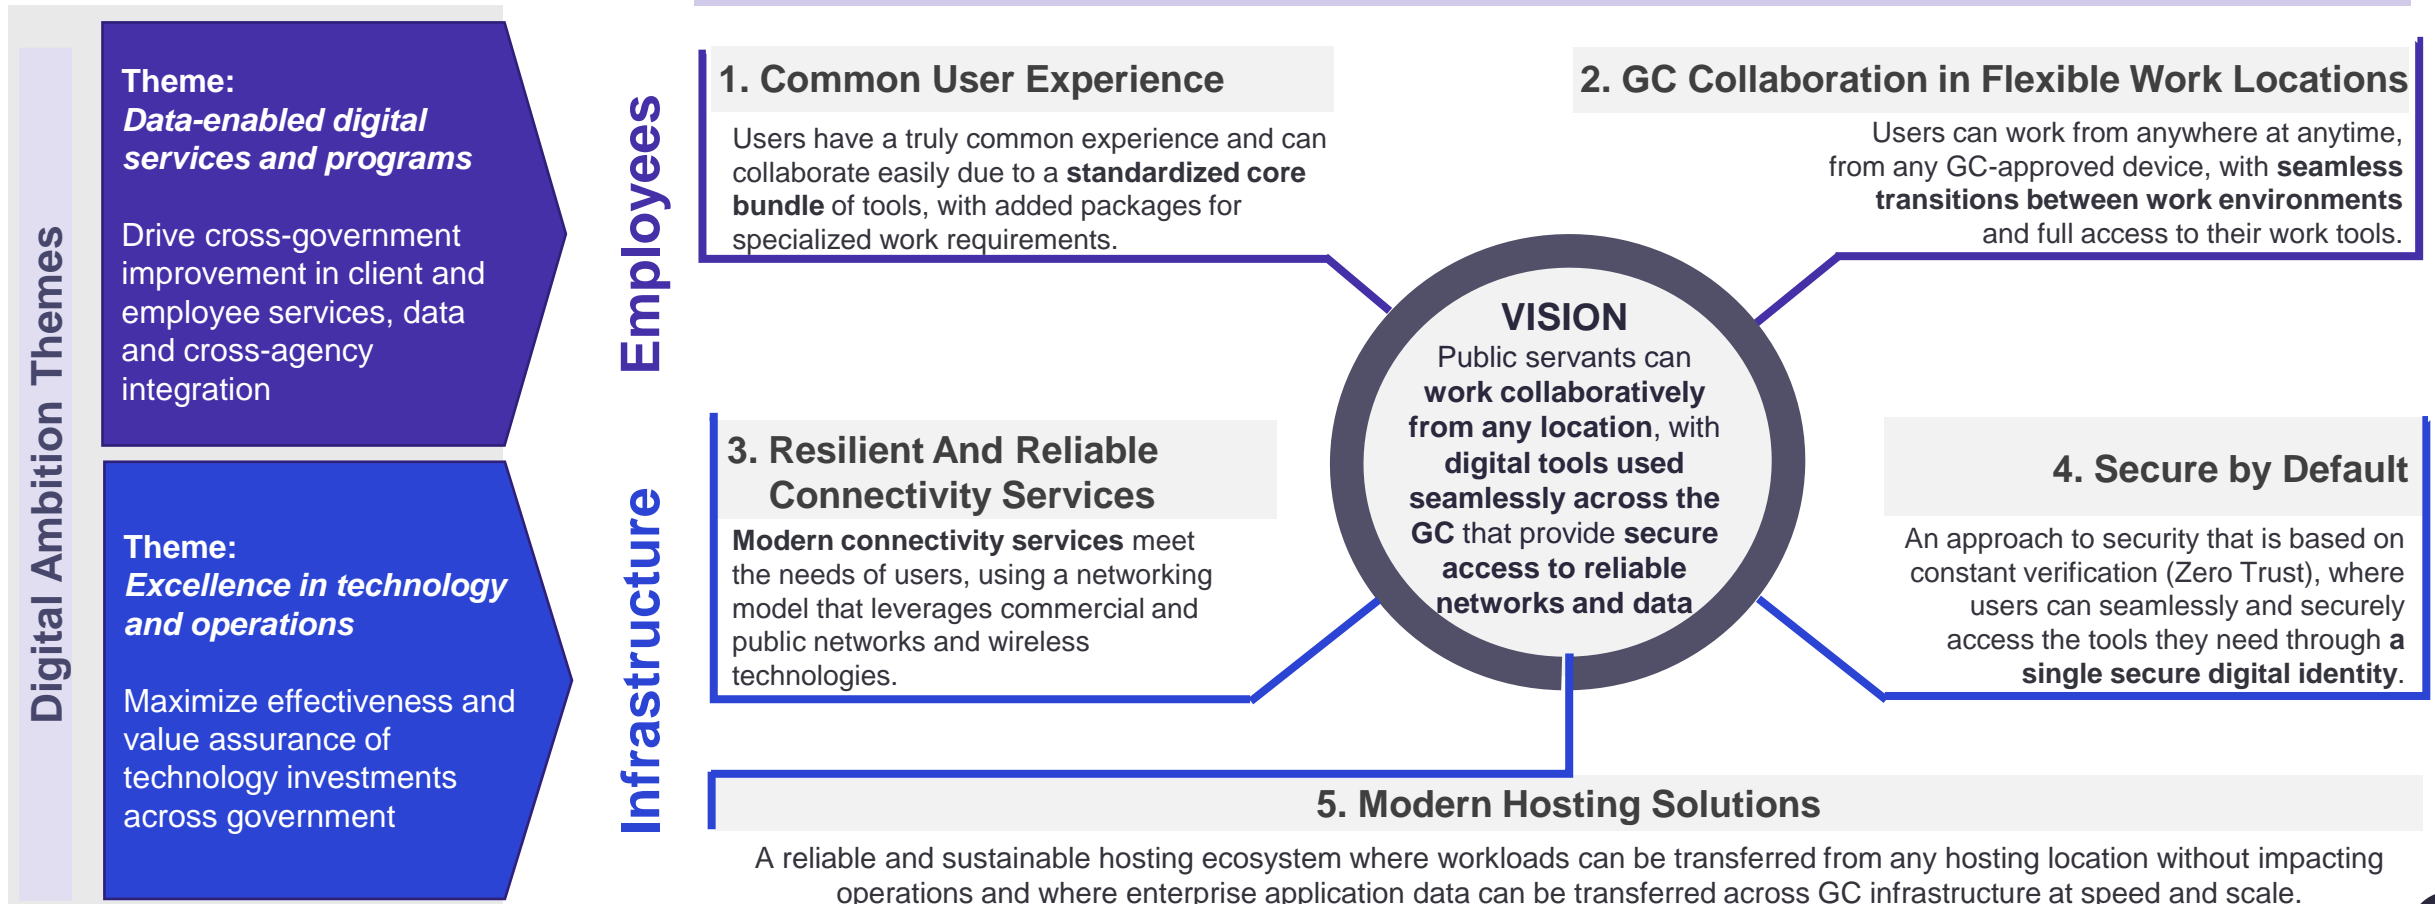 Digital Ambition Themes
Theme:
Data-enabled digital
services and programs
Drive cross-government
improvement in client and
employee services, data
and cross-agency
integration
Theme:
Excellence in technology
and operations
Maximize effectiveness and
value assurance of
technology investments
across government
Employees
1. Common User Experience
Users have a truly common experience and can
collaborate easily due to a standardized core
bundle of tools, with added packages for
specialized work requirements.
2. GC Collaboration in Flexible Work Locations
Users can work from anywhere at anytime,
from any GC-approved device, with seamless
transitions between work environments
and full access to their work tools.
VISION
Public servants can
work collaboratively
from any location, with
digital tools used
seamlessly across the
GC that provide secure
access to reliable
networks and data
Infrastructure
3. Resilient And Reliable
Connectivity Services
Modern connectivity services meet
the needs of users, using a networking
model that leverages commercial and
public networks and wireless
technologies.
4. Secure by Default
An approach to security that is based on
constant verification (Zero Trust), where
users can seamlessly and securely
access the tools they need through a
single secure digital identity.
5. Modern Hosting Solutions
A reliable and sustainable hosting ecosystem where workloads can be transferred from any hosting location without impacting
operations and where enterprise application data can be transferred across GC infrastructure at speed and scale.